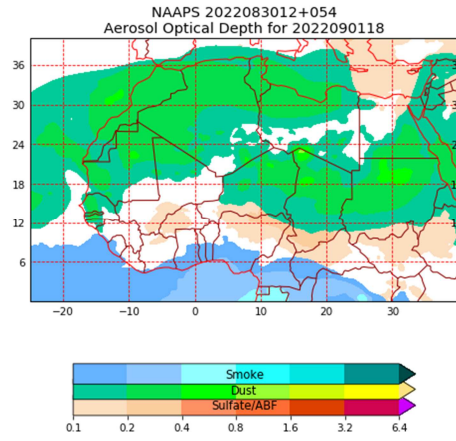 NAAPS 2022083012+054
Aerosol Optical Depth for 2022090118
36
30
24
18
12
6
−20 −10 0 10 20 30
Smoke
Dust
Sulfate/ABF
0.1 0.2 0.4 0.8 1.6 3.2 6.4